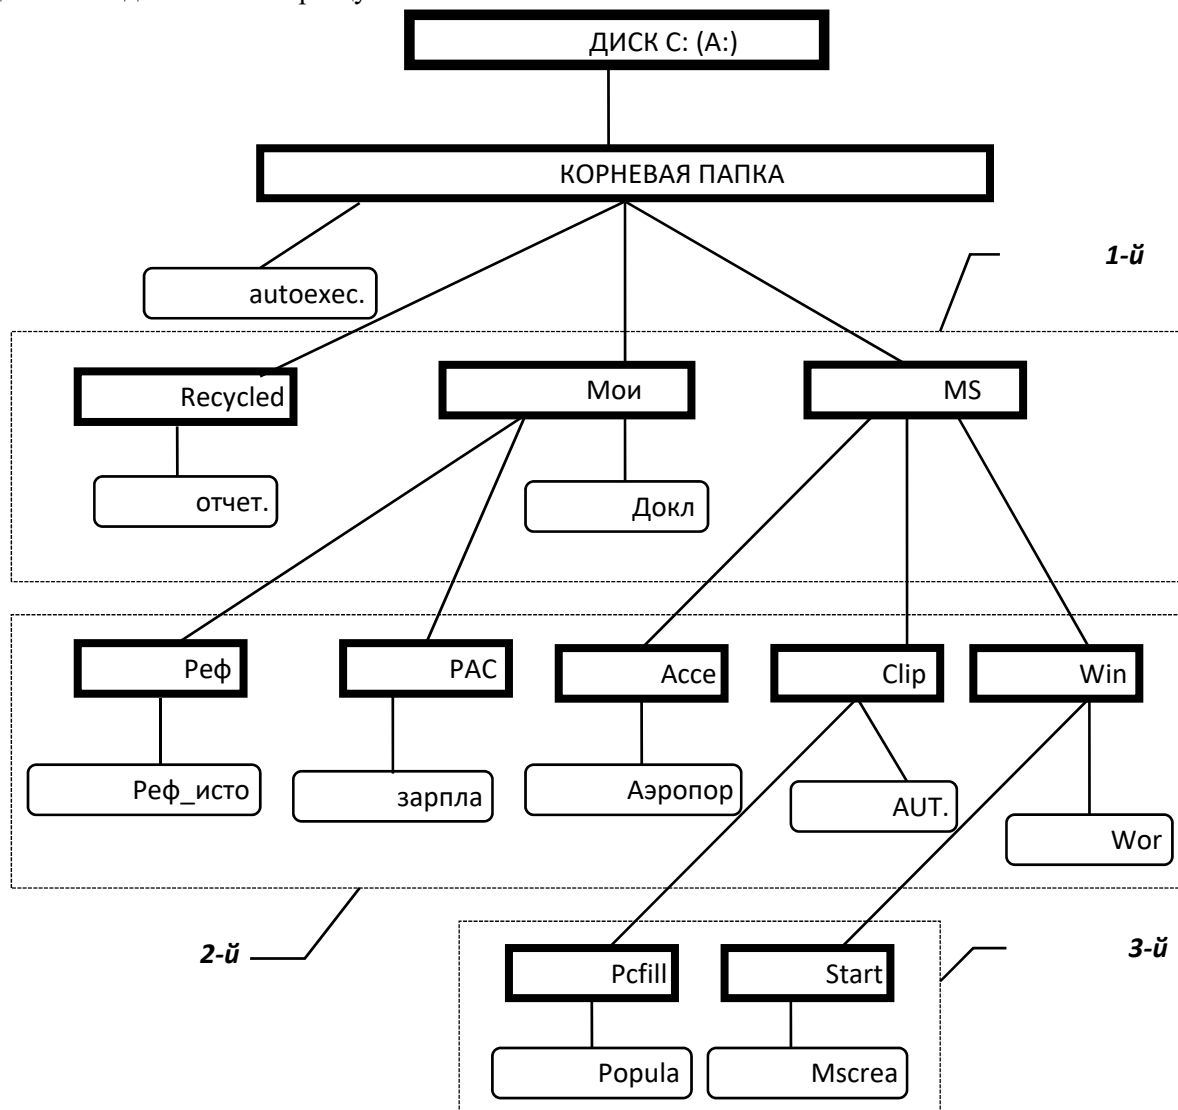 ДИСК C: (A:)
КОРНЕВАЯ ПАПКА
1-й
autoexec.
Recycled
Мои
MS
отчет.
Докл
Реф
РАС
Acce
Clip
Win
Реф_исто
зарпла
Аэропор
AUT.
Wor
2-й
3-й
Pcfill
Start
Popula
Mscrea